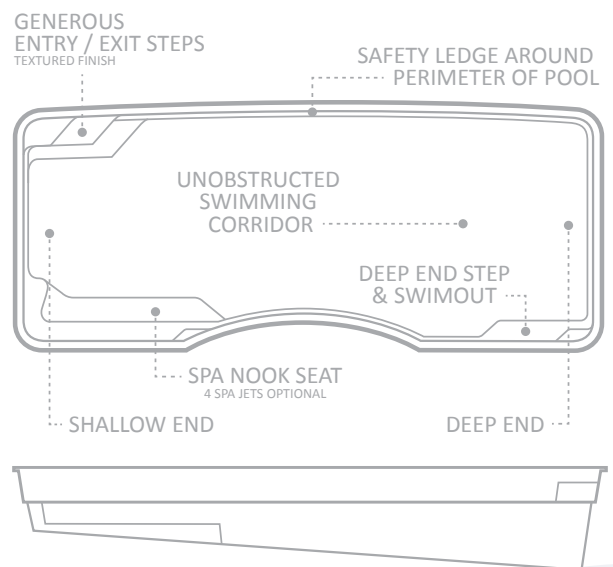 GENEROUS
ENTRY / EXIT STEPS
TEXTURED FINISH
SAFETY LEDGE AROUND
PERIMETER OF POOL
UNOBSTRUCTED
SWIMMING
CORRIDOR
DEEP END STEP
& SWIMOUT
SPA NOOK SEAT
4 SPA JETS OPTIONAL
SHALLOW END
DEEP END